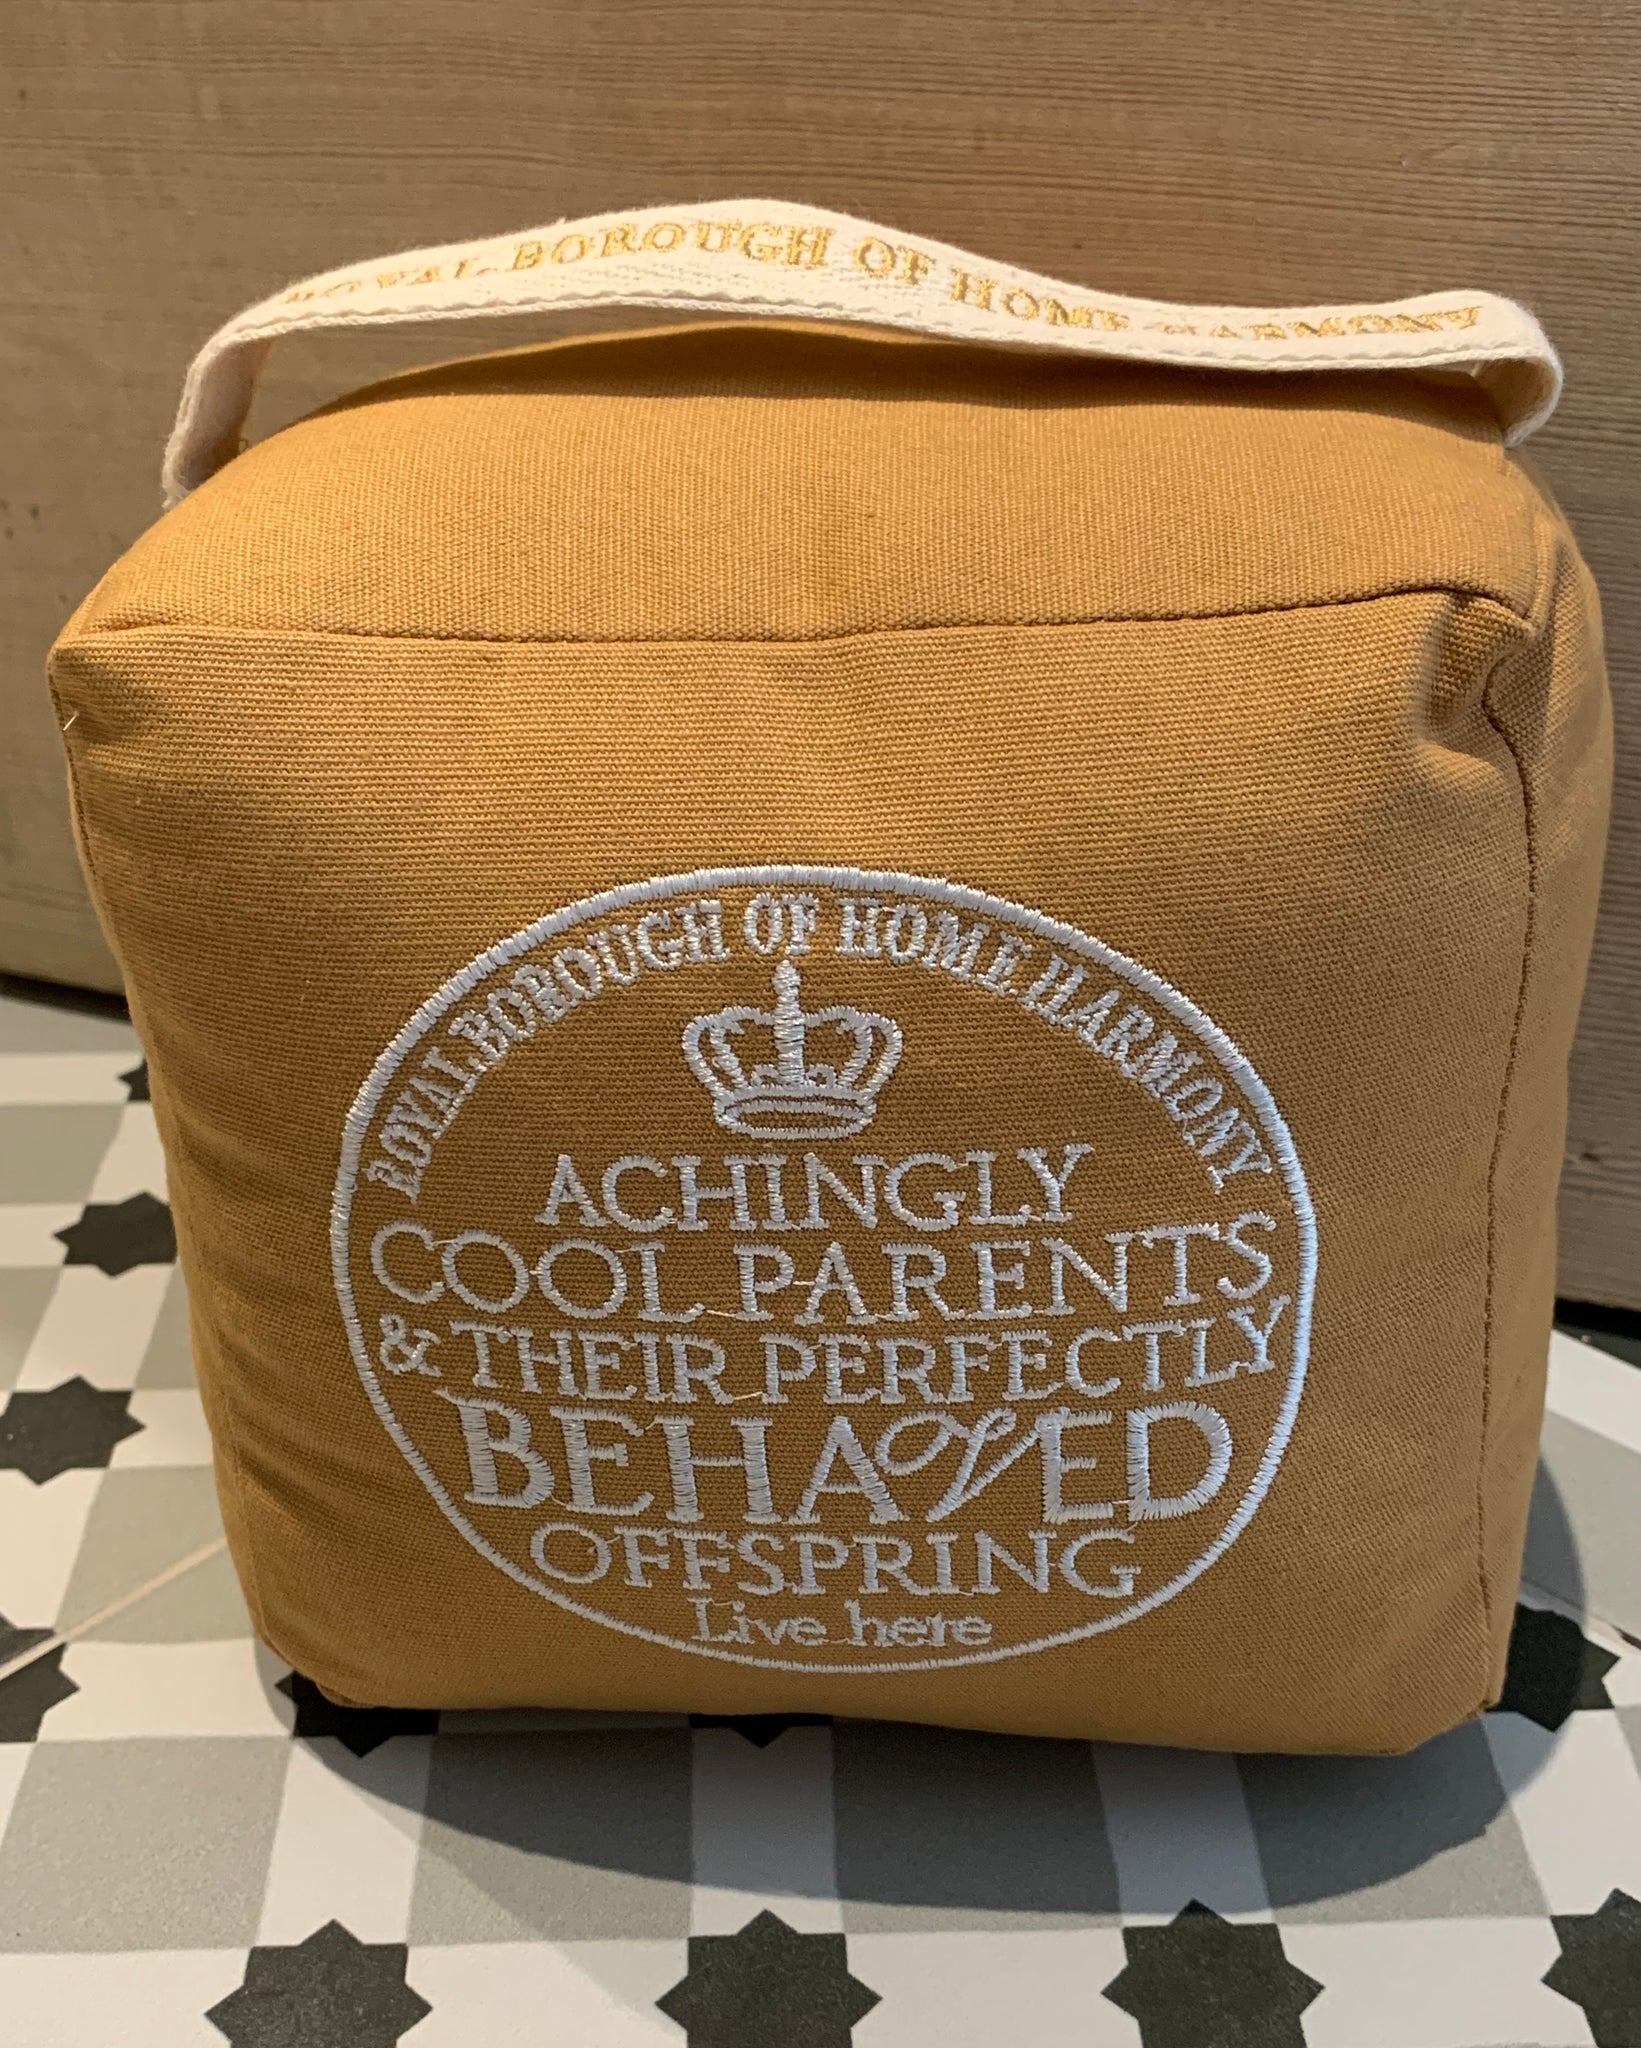 ROYAL BOROUGH OF HOME HARMONY
ROYAL BOROUGH OF HOME HARMONY
ACHINGLY
COOL PARENTS
& THEIR PERFECTLY
BEHAVED
OFFSPRING
Live here